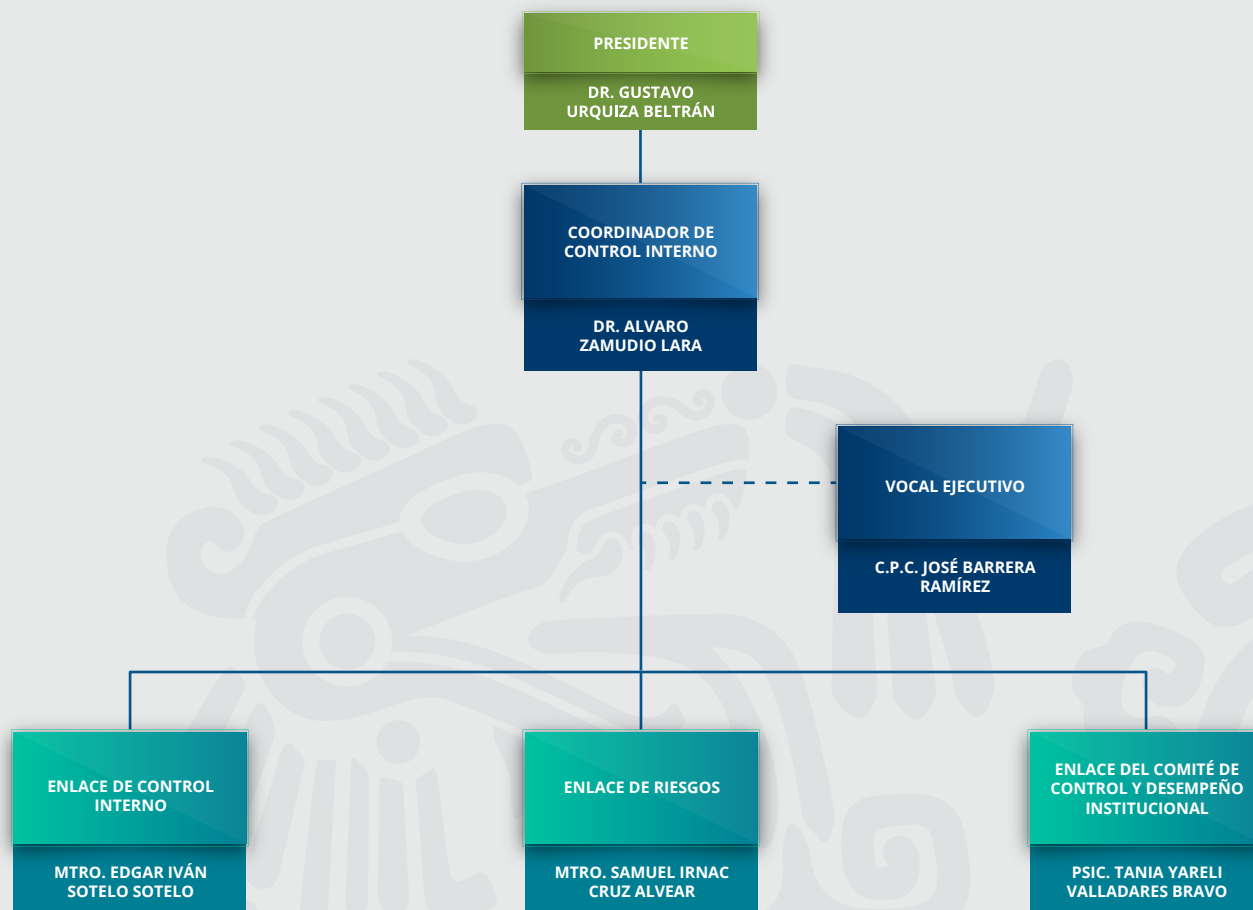 PRESIDENTE
DR. GUSTAVO
URQUIZA BELTRÁN
COORDINADOR DE
CONTROL INTERNO
DR. ALVARO
ZAMUDIO LARA
VOCAL EJECUTIVO
C.P.C. JOSÉ BARRERA
RAMÍREZ
ENLACE DE CONTROL
INTERNO
MTRO. EDGAR IVÁN
SOTELO SOTELO
ENLACE DE RIESGOS
MTRO. SAMUEL IRNAC
CRUZ ALVEAR
ENLACE DEL COMITÉ DE
CONTROL Y DESEMPEÑO
INSTITUCIONAL
PSIC. TANIA YARELI
VALLADARES BRAVO